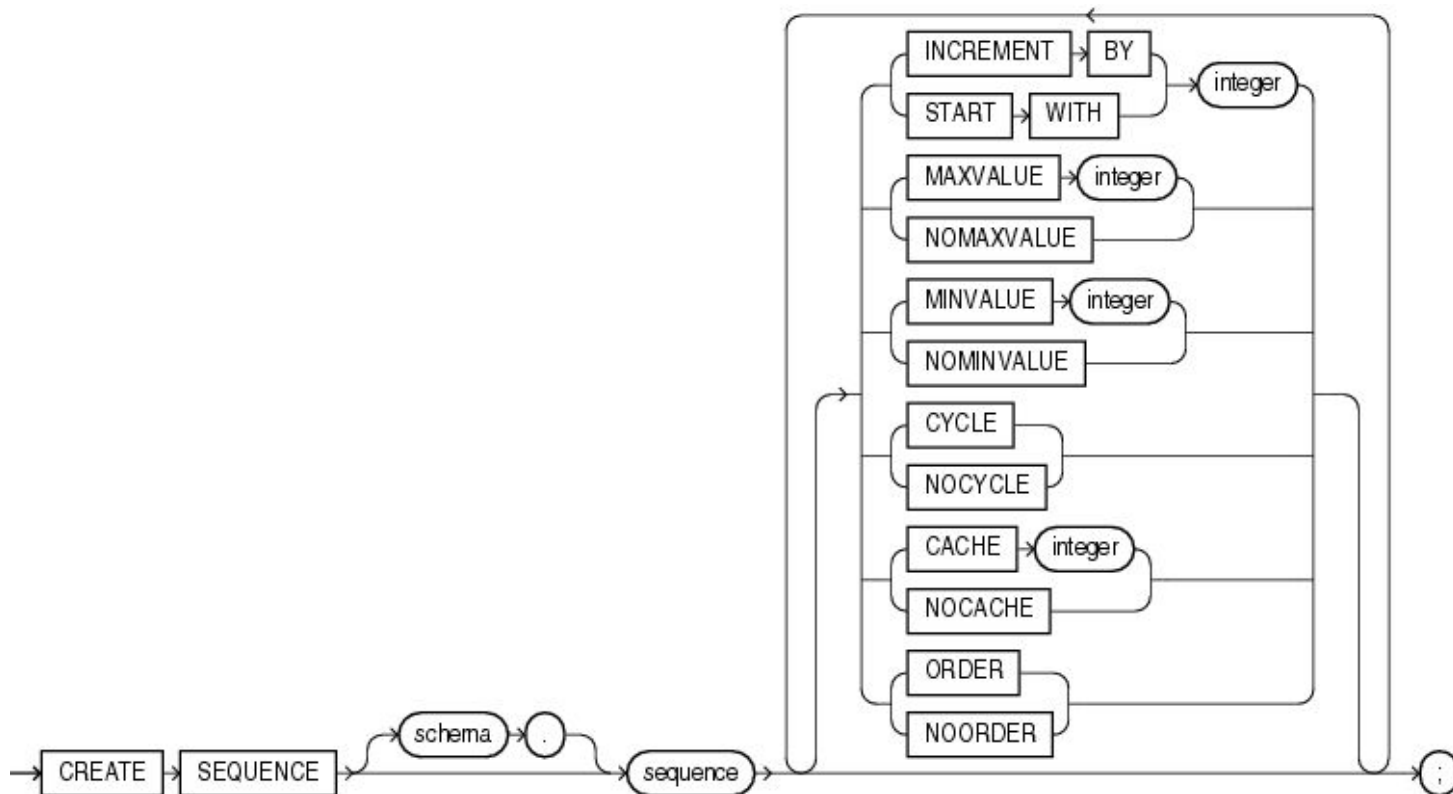 INCREMENT BY
integer
START WITH
MAXVALUE integer
NOMAXVALUE
MINVALUE integer
NOMINVALUE
CYCLE
NOCYCLE
CACHE integer
NOCACHE
ORDER
schema .
NOORDER
CREATE SEQUENCE sequence ;